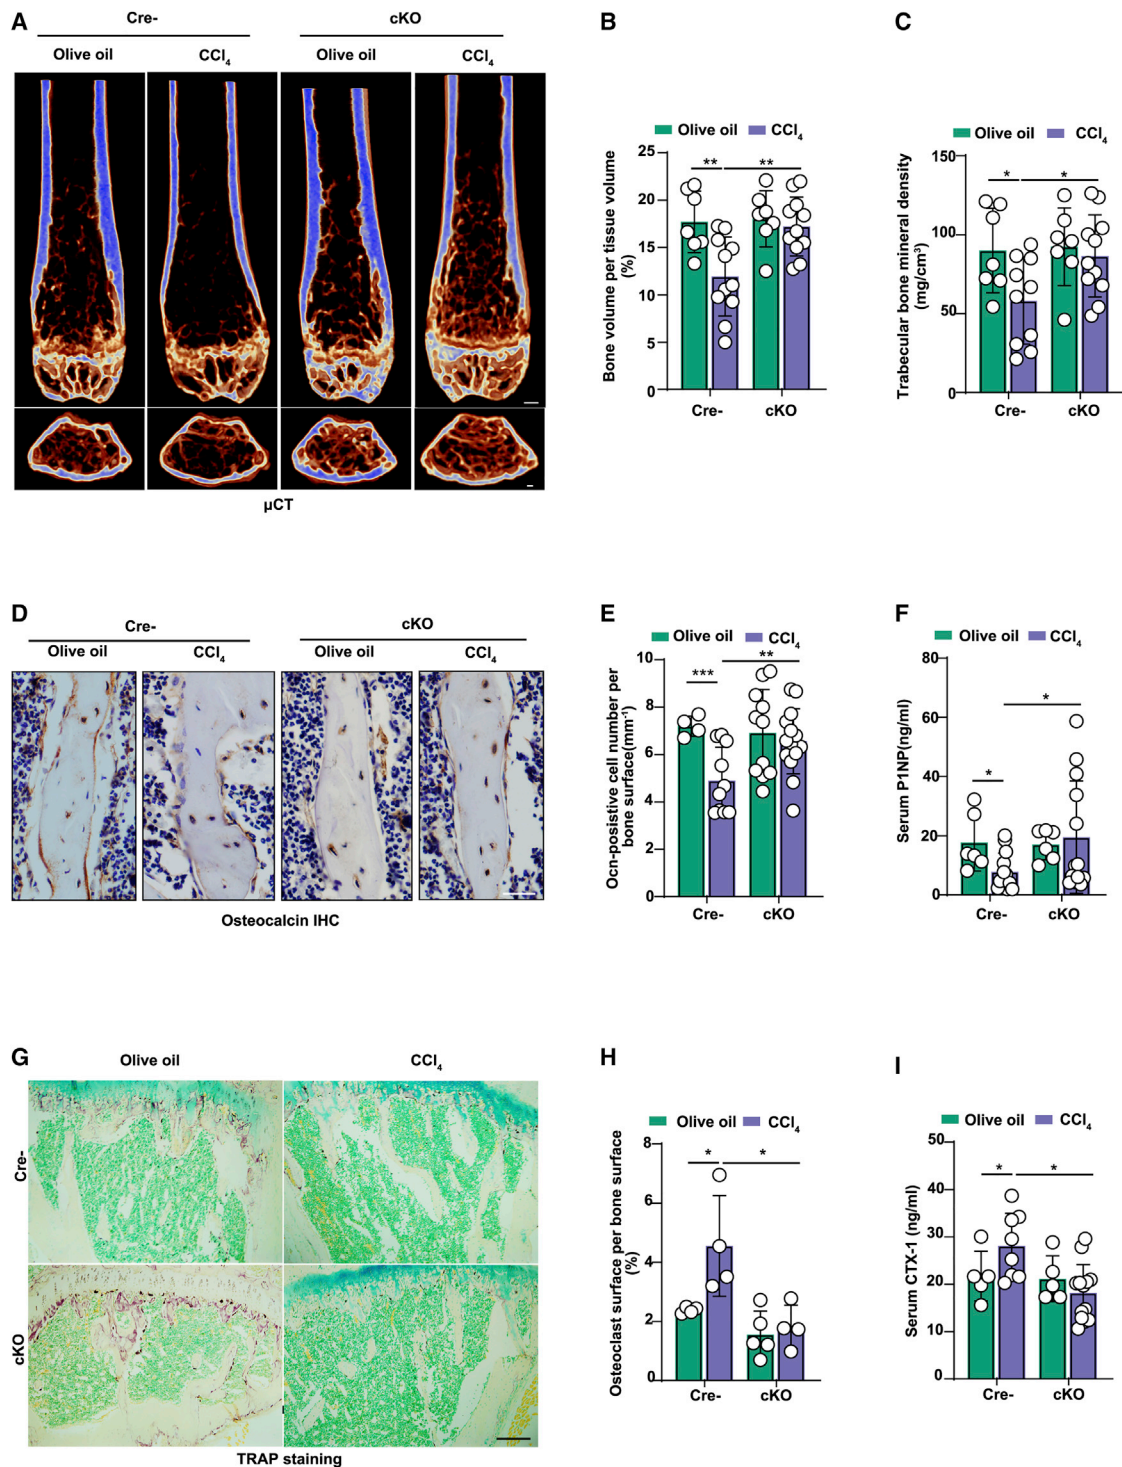 A
Cre-
cKO
Olive oil
CCl4
Olive oil
CCl4
µCT
B
Olive oil
CCl4
Bone volume per tissue volume
(%)
25
20
15
10
5
0
**
**
Cre-
cKO
C
Olive oil
CCl4
Trabecular bone mineral density
(mg/cm³)
150
100
50
0
*
*
Cre-
cKO
D
Cre-
cKO
Olive oil
CCl4
Olive oil
CCl4
Osteocalcin IHC
E
Olive oil
CCl4
Ocn-postistive cell number per
bone surface(mm⁻¹)
10
8
6
4
2
0
***
**
Cre-
cKO
F
Olive oil
CCl4
Serum P1NP(ng/ml)
80
60
40
20
0
*
*
Cre-
cKO
G
Olive oil
CCl4
Cre-
cKO
TRAP staining
H
Olive oil
CCl4
Osteoclast surface per bone surface
(%)
8
6
4
2
0
*
*
Cre-
cKO
I
Olive oil
CCl4
Serum CTX-1 (ng/ml)
50
40
30
20
10
0
*
*
Cre-
cKO